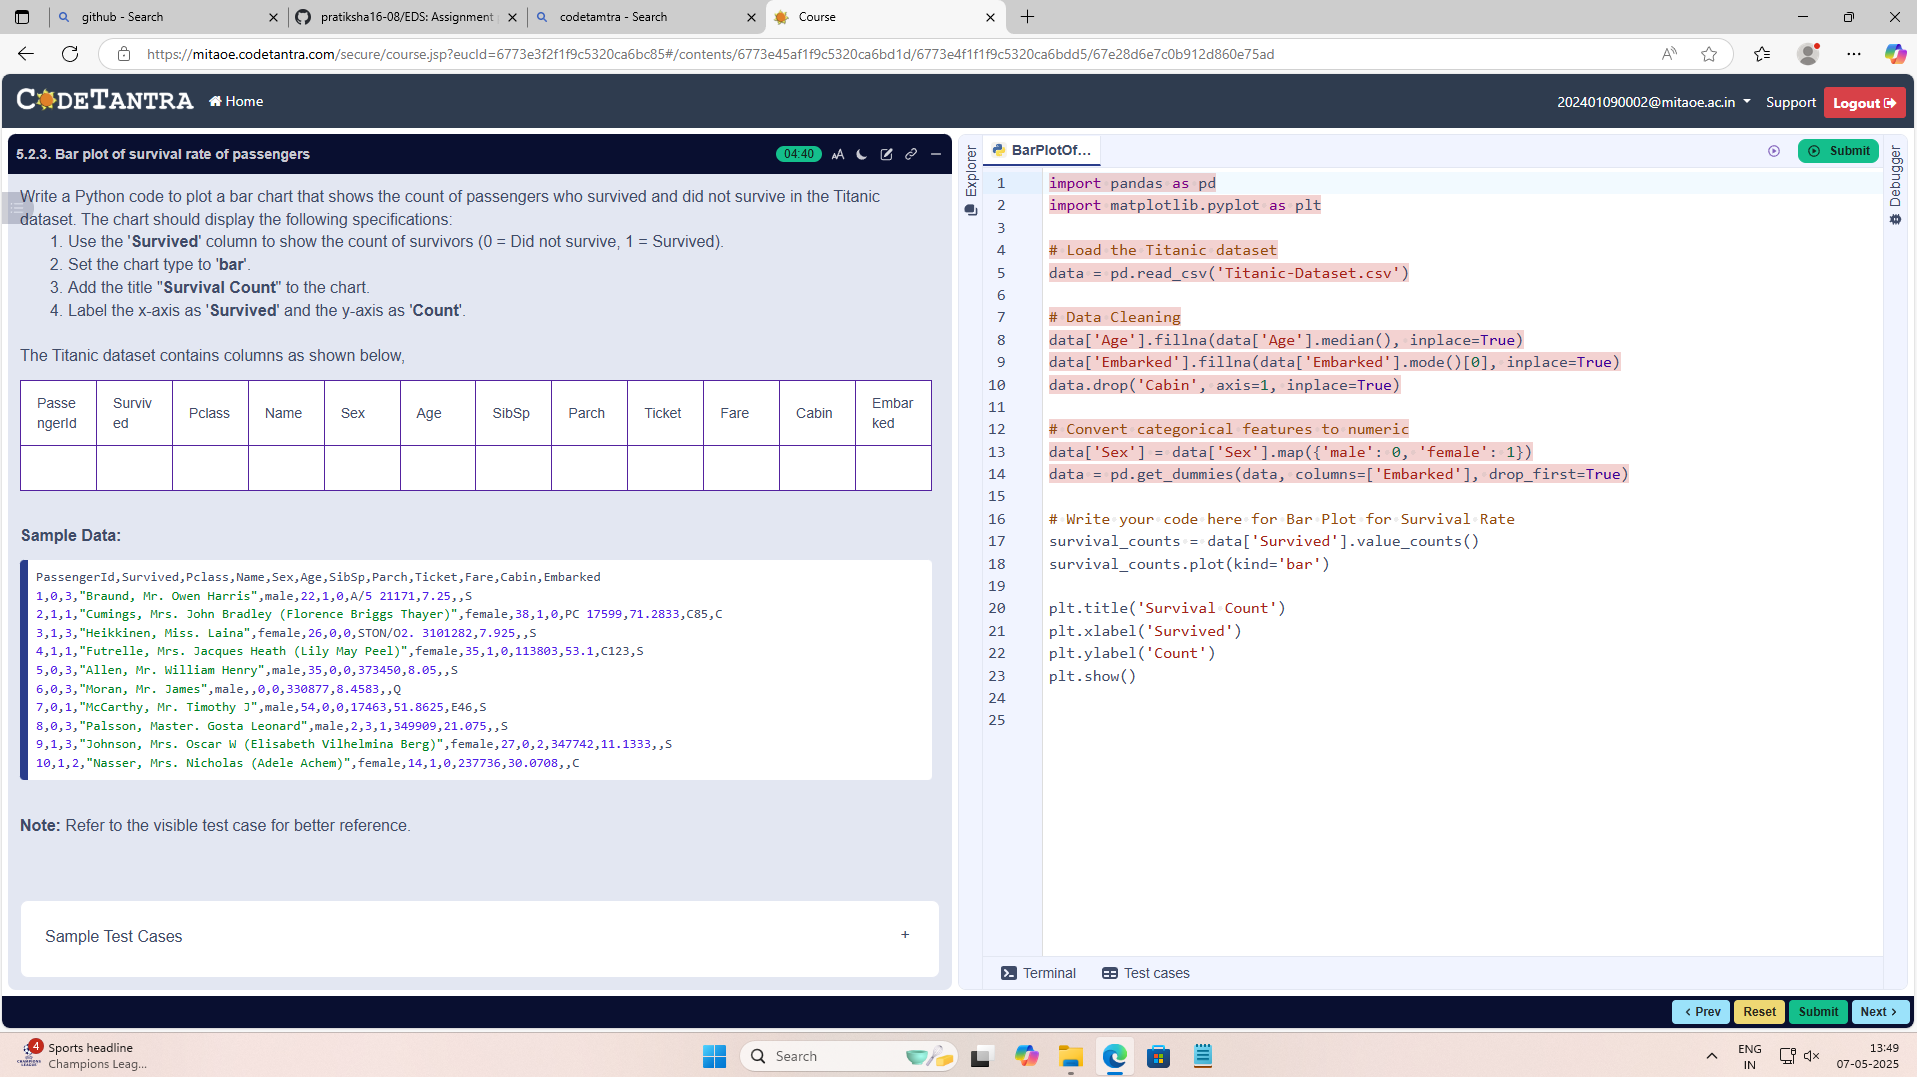 github - Search
pratiksha16-08/EDS: Assignment
codetamtra - Search
Course
https://mitaoe.codetantra.com/secure/course.jsp?eucId=6773e3f2f1f9c5320ca6bc85#/contents/6773e45af1f9c5320ca6bd1d/6773e4f1f1f9c5320ca6bdd5/67e28d6e7c0b912d860e75ad
CODETANTRA
Home
202401090002@mitaoe.ac.in
Support
Logout
5.2.3. Bar plot of survival rate of passengers
04:40
Write a Python code to plot a bar chart that shows the count of passengers who survived and did not survive in the Titanic
dataset. The chart should display the following specifications:
1. Use the 'Survived' column to show the count of survivors (0 = Did not survive, 1 = Survived).
2. Set the chart type to 'bar'.
3. Add the title "Survival Count" to the chart.
4. Label the x-axis as 'Survived' and the y-axis as 'Count'.
The Titanic dataset contains columns as shown below,
Passe
ngerId
Surviv
ed
Pclass
Name
Sex
Age
SibSp
Parch
Ticket
Fare
Cabin
Embar
ked
Sample Data:
PassengerId,Survived,Pclass,Name,Sex,Age,SibSp,Parch,Ticket,Fare,Cabin,Embarked
1,0,3,"Braund, Mr. Owen Harris",male,22,1,0,A/5 21171,7.25,,S
2,1,1,"Cumings, Mrs. John Bradley (Florence Briggs Thayer)",female,38,1,0,PC 17599,71.2833,C85,C
3,1,3,"Heikkinen, Miss. Laina",female,26,0,0,STON/O2. 3101282,7.925,,S
4,1,1,"Futrelle, Mrs. Jacques Heath (Lily May Peel)",female,35,1,0,113803,53.1,C123,S
5,0,3,"Allen, Mr. William Henry",male,35,0,0,373450,8.05,,S
6,0,3,"Moran, Mr. James",male,,0,0,330877,8.4583,,Q
7,0,1,"McCarthy, Mr. Timothy J",male,54,0,0,17463,51.8625,E46,S
8,0,3,"Palsson, Master. Gosta Leonard",male,2,3,1,349909,21.075,,S
9,1,3,"Johnson, Mrs. Oscar W (Elisabeth Vilhelmina Berg)",female,27,0,2,347742,11.1333,,S
10,1,2,"Nasser, Mrs. Nicholas (Adele Achem)",female,14,1,0,237736,30.0708,,C
Note: Refer to the visible test case for better reference.
Sample Test Cases
+
Explorer
BarPlotOf...
Submit
Debugger
1 import pandas as pd
2 import matplotlib.pyplot as plt
3
4 # Load the Titanic dataset
5 data = pd.read_csv('Titanic-Dataset.csv')
6
7 # Data Cleaning
8 data['Age'].fillna(data['Age'].median(), inplace=True)
9 data['Embarked'].fillna(data['Embarked'].mode()[0], inplace=True)
10 data.drop('Cabin', axis=1, inplace=True)
11
12 # Convert categorical features to numeric
13 data['Sex'] = data['Sex'].map({'male': 0, 'female': 1})
14 data = pd.get_dummies(data, columns=['Embarked'], drop_first=True)
15
16 # Write your code here for Bar Plot for Survival Rate
17 survival_counts = data['Survived'].value_counts()
18 survival_counts.plot(kind='bar')
19
20 plt.title('Survival Count')
21 plt.xlabel('Survived')
22 plt.ylabel('Count')
23 plt.show()
24
25
Terminal
Test cases
Prev
Reset
Submit
Next
4
Sports headline
Champions Leag...
Search
ENG
IN
13:49
07-05-2025